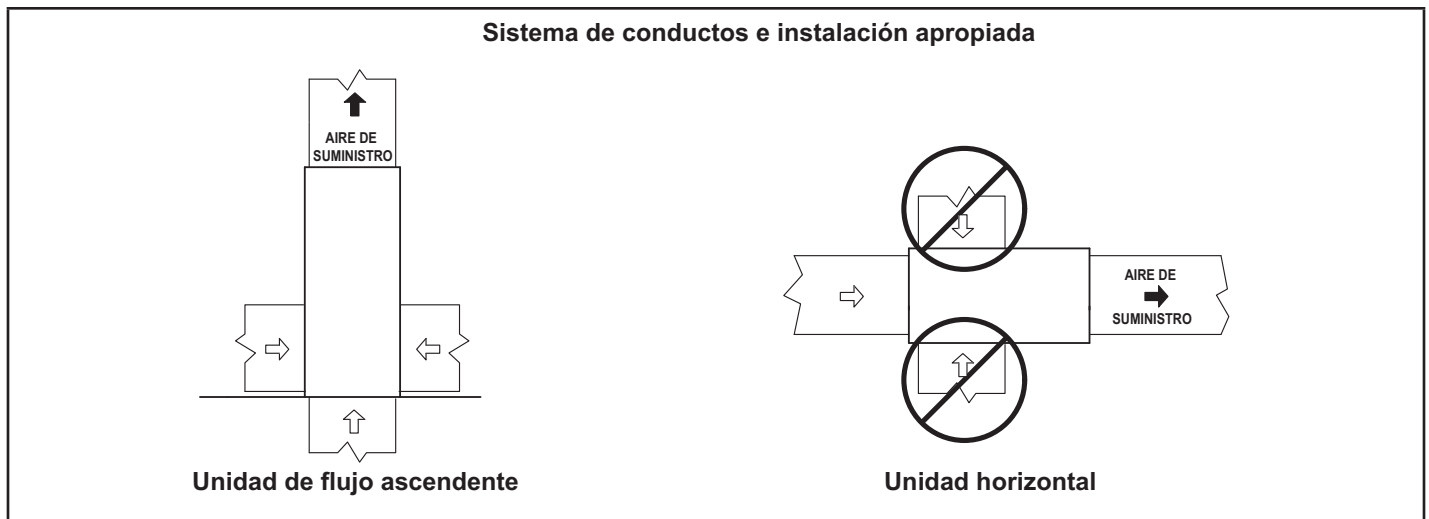 Sistema de conductos e instalación apropiada
AIRE DE
SUMINISTRO
Unidad de flujo ascendente
AIRE DE
SUMINISTRO
Unidad horizontal